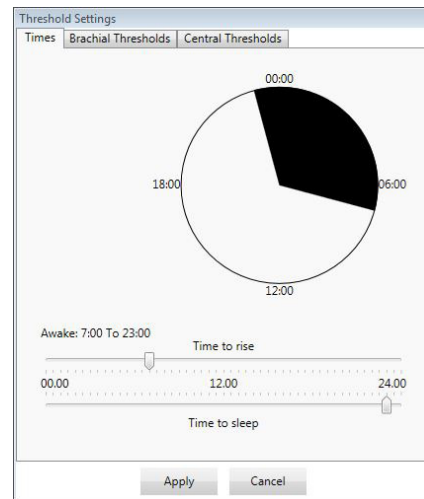 Threshold Settings
Times Brachial Thresholds Central Thresholds
00:00
18:00 06:00
12:00
Awake: 7:00 To 23:00
Time to rise
00.00 12.00 24.00
Time to sleep
Apply Cancel